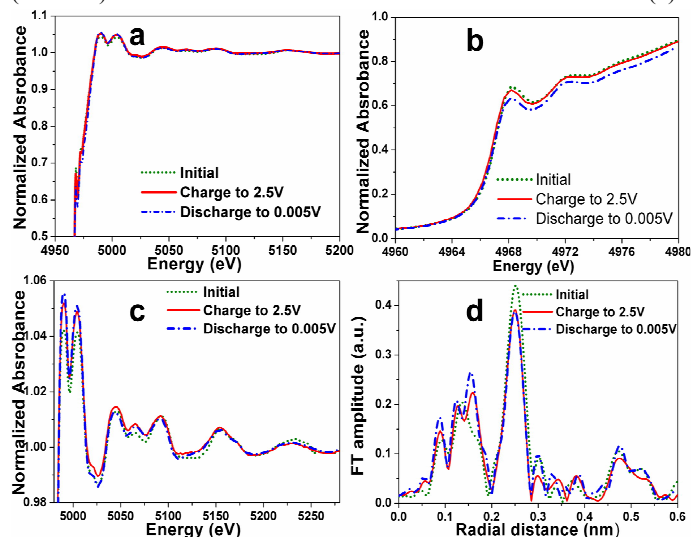 a
Normalized Absrobance
1.1
1.0
0.9
0.8
0.7
0.6
0.5
Initial
Charge to 2.5V
Discharge to 0.005V
4950 5000 5050 5100 5150 5200
Energy (eV)
b
Normalized Absrobance
1.0
0.8
0.6
0.4
0.2
0.0
Initial
Charge to 2.5V
Discharge to 0.005V
4960 4964 4968 4972 4976 4980
Energy (eV)
c
Normalized Absrobance
1.06
1.04
1.02
1.00
0.98
Initial
Charge to 2.5V
Discharge to 0.005V
5000 5050 5100 5150 5200 5250
Energy (eV)
d
FT amplitude (a.u.)
0.4
0.3
0.2
0.1
0.0
Initial
Charge to 2.5V
Discharge to 0.005V
0.0 0.1 0.2 0.3 0.4 0.5 0.6
Radial distance (nm)